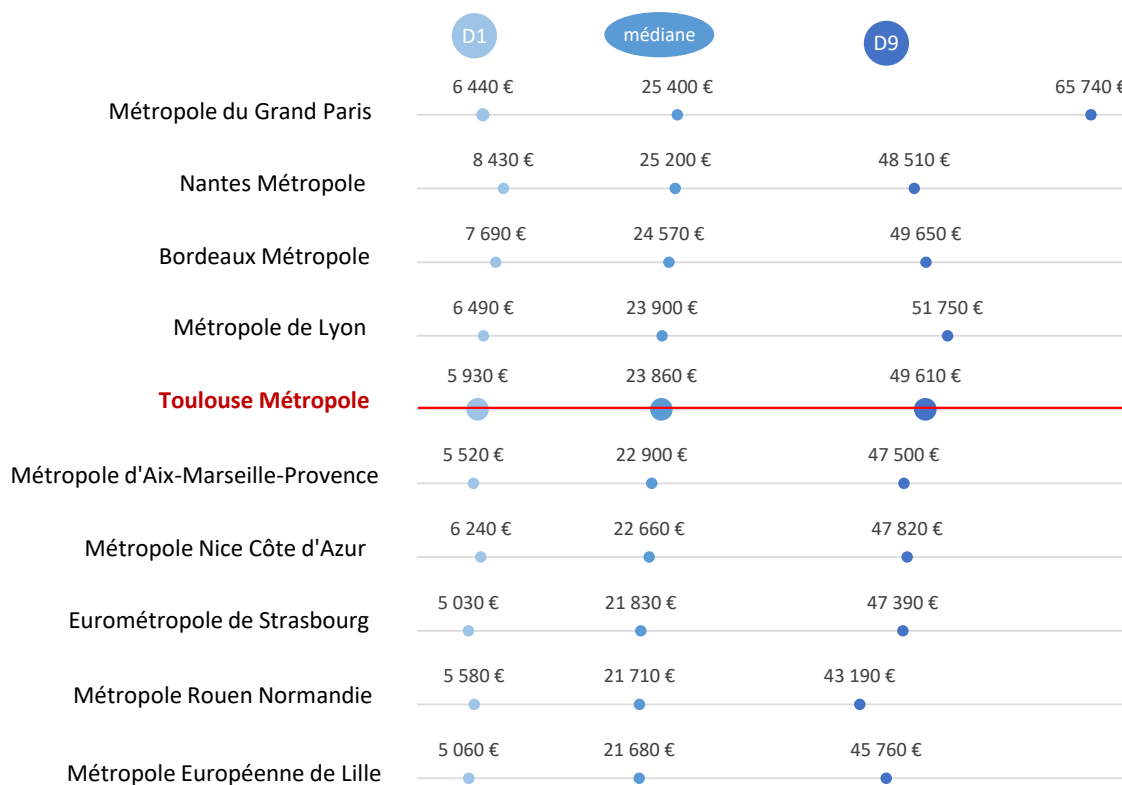 D1 médiane D9
6 440 € 25 400 € 65 740 €
Métropole du Grand Paris
8 430 € 25 200 € 48 510 €
Nantes Métropole
7 690 € 24 570 € 49 650 €
Bordeaux Métropole
6 490 € 23 900 € 51 750 €
Métropole de Lyon
5 930 € 23 860 € 49 610 €
Toulouse Métropole
5 520 € 22 900 € 47 500 €
Métropole d'Aix-Marseille-Provence
6 240 € 22 660 € 47 820 €
Métropole Nice Côte d'Azur
5 030 € 21 830 € 47 390 €
Eurométropole de Strasbourg
5 580 € 21 710 € 43 190 €
Métropole Rouen Normandie
5 060 € 21 680 € 45 760 €
Métropole Européenne de Lille